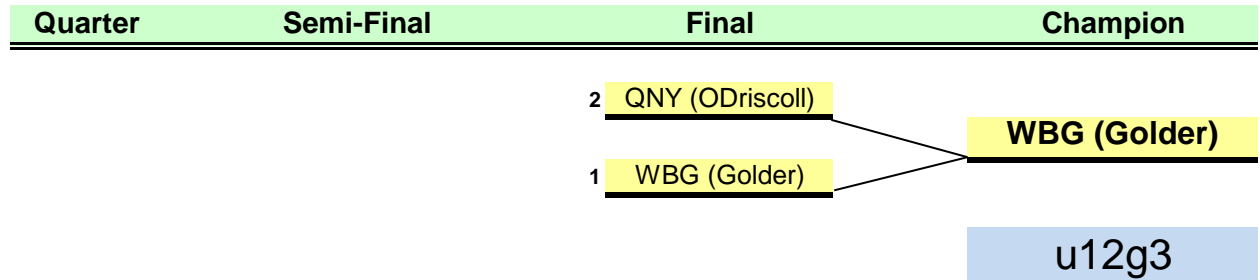 Quarter Semi-Final Final Champion
2 QNY (ODriscoll)
WBG (Golder)
1 WBG (Golder)
u12g3